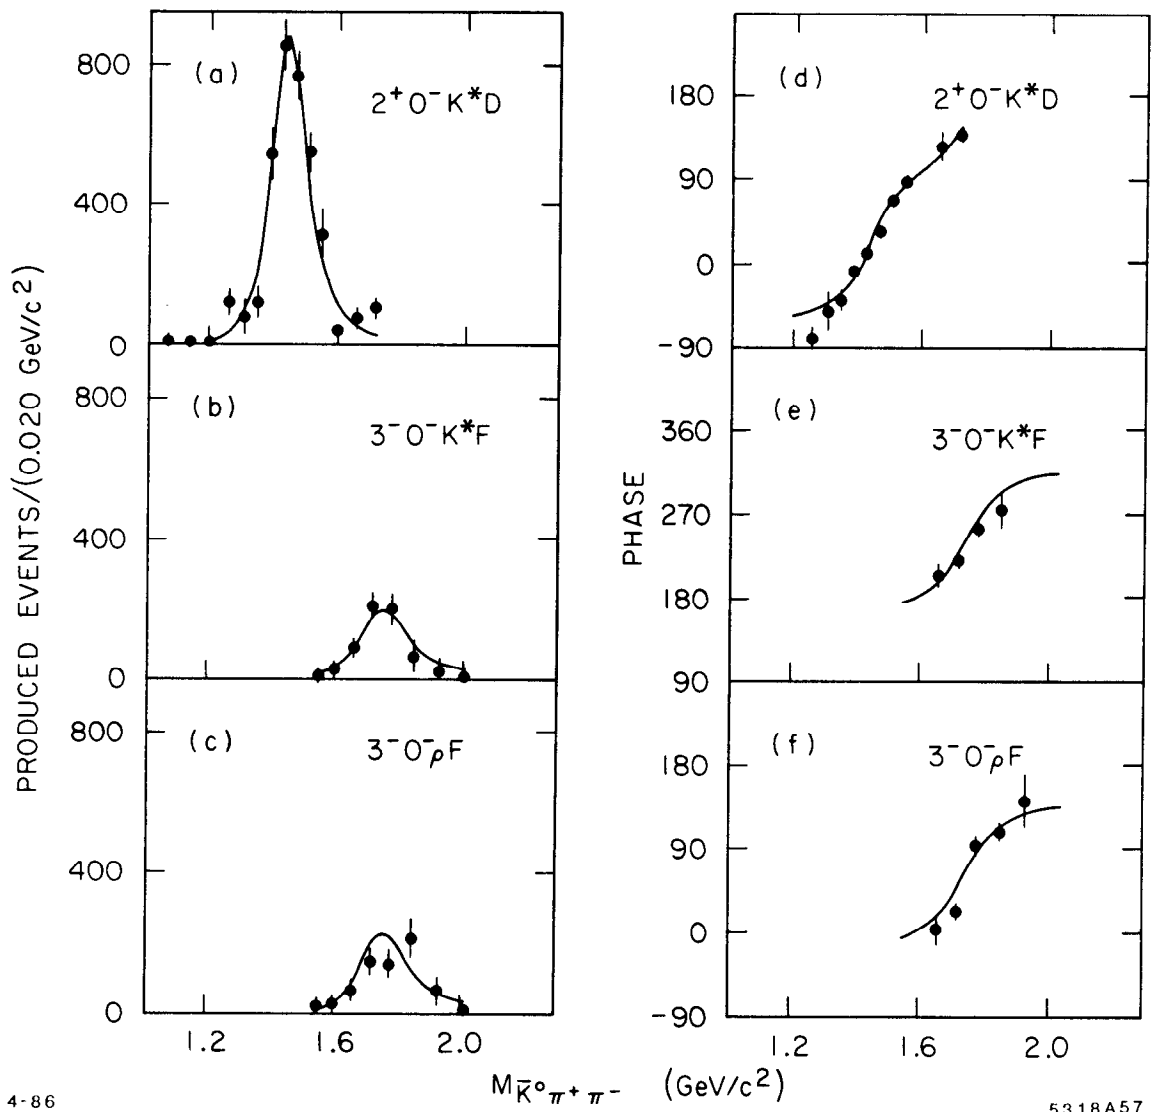 PRODUCED EVENTS/(0.020 GeV/c²)
800
400
0
(a)
2⁺0⁻K*D
800
400
0
(b)
3⁻0⁻K*F
800
400
0
(c)
3⁻0⁻ρF
1.2
1.6
2.0
PHASE
180
90
0
-90
(d)
2⁺0⁻K*D
360
270
180
90
(e)
3⁻0⁻K*F
180
90
0
-90
(f)
3⁻0⁻ρF
1.2
1.6
2.0
M K̄⁰π⁺π⁻ (GeV/c²)
4-86
5318A57